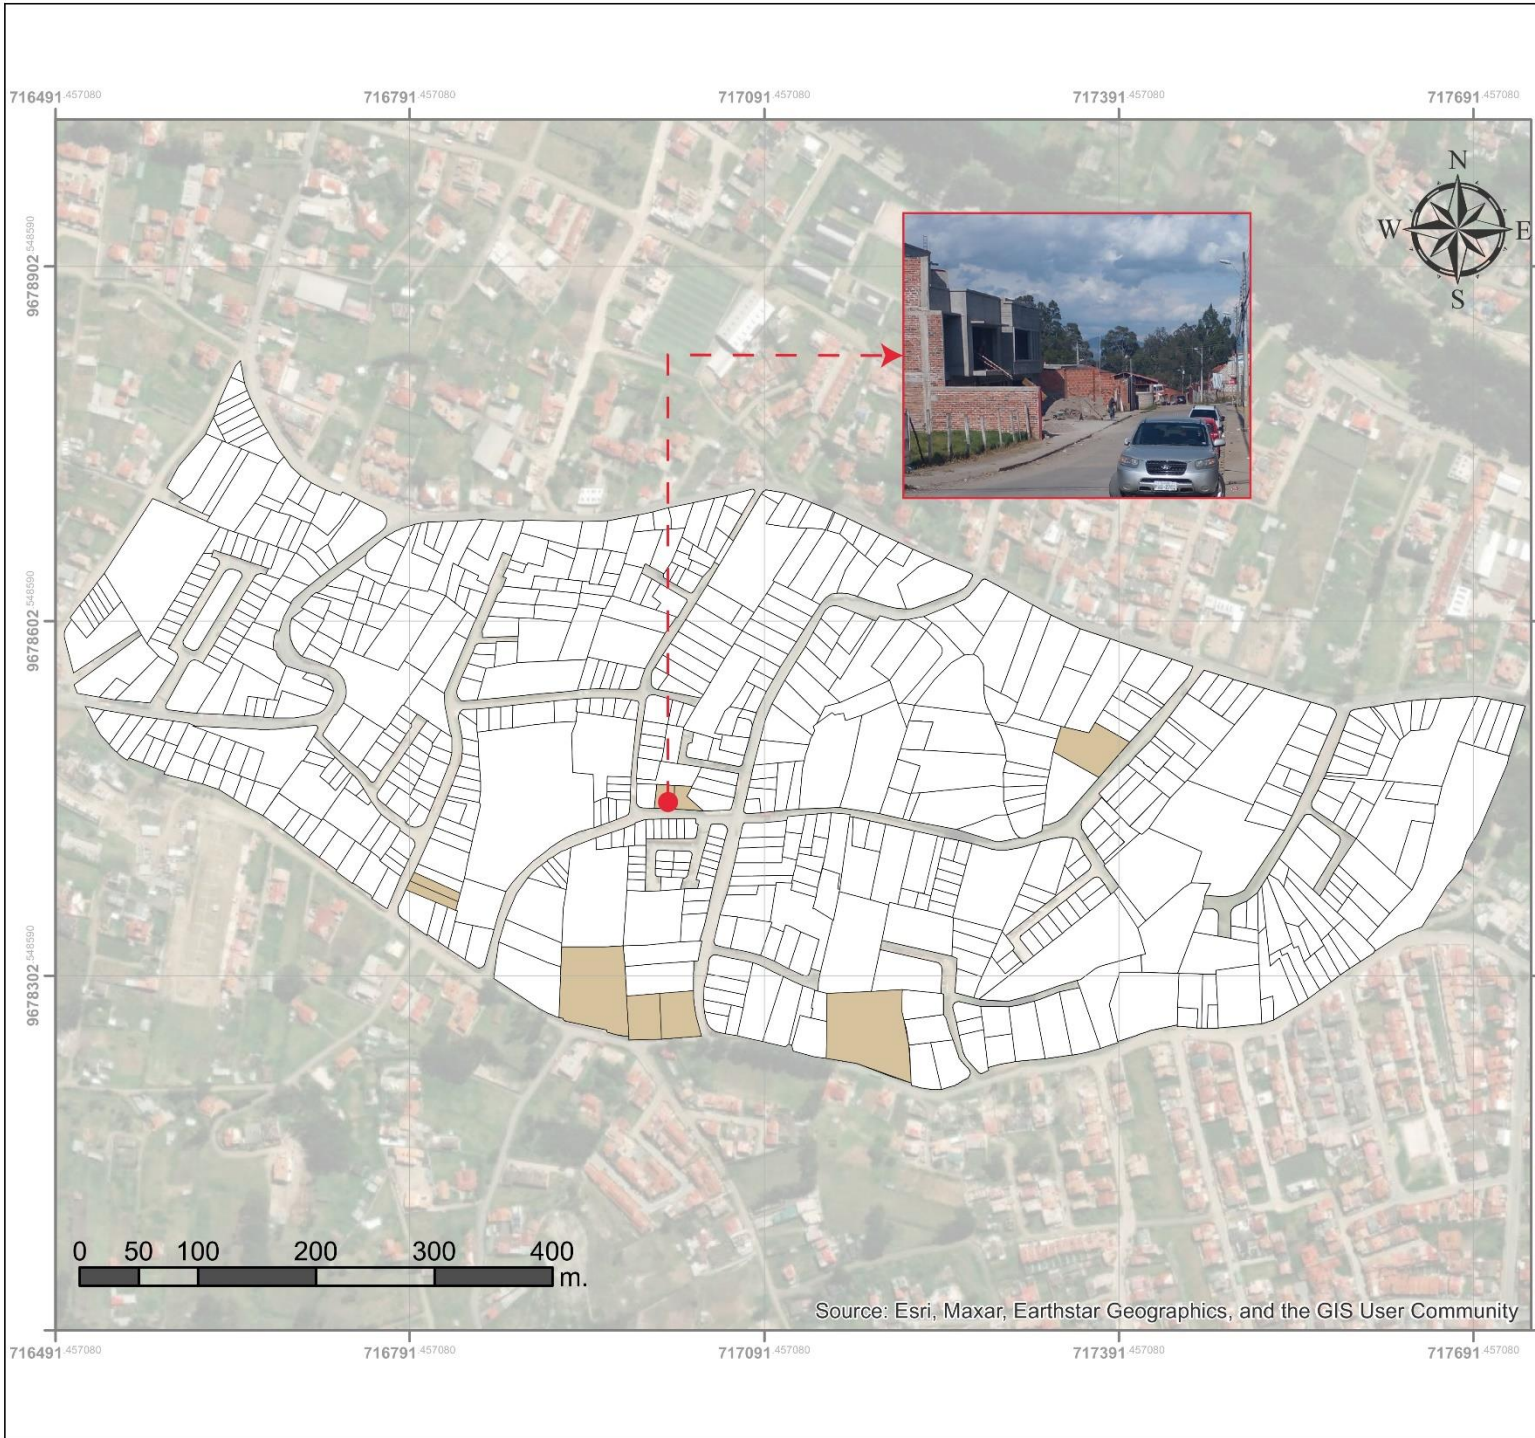 716491.457080 716791.457080 717091.457080 717391.457080 717691.457080
N
W E
S
9678902.548590
9678602.548590
9678302.548590
0 50 100 200 300 400
m.
Source: Esri, Maxar, Earthstar Geographics, and the GIS User Community
716491.457080 716791.457080 717091.457080 717391.457080 717691.457080